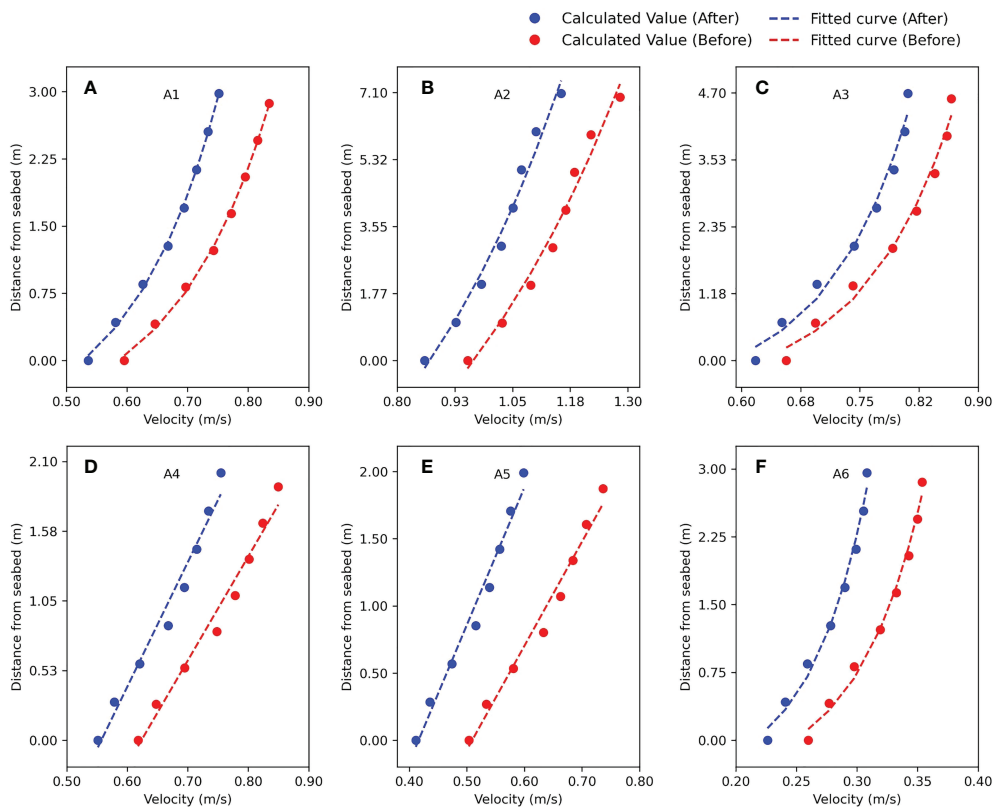 Calculated Value (After)
Fitted curve (After)
Calculated Value (Before)
Fitted curve (Before)
A
A1
Distance from seabed (m)
3.00
2.25
1.50
0.75
0.00
0.50 0.60 0.70 0.80 0.90
Velocity (m/s)
B
A2
Distance from seabed (m)
7.10
5.32
3.55
1.77
0.00
0.80 0.93 1.05 1.18 1.30
Velocity (m/s)
C
A3
Distance from seabed (m)
4.70
3.53
2.35
1.18
0.00
0.60 0.68 0.75 0.82 0.90
Velocity (m/s)
D
A4
Distance from seabed (m)
2.10
1.58
1.05
0.53
0.00
0.50 0.60 0.70 0.80 0.90
Velocity (m/s)
E
A5
Distance from seabed (m)
2.00
1.50
1.00
0.50
0.00
0.40 0.50 0.60 0.70 0.80
Velocity (m/s)
F
A6
Distance from seabed (m)
3.00
2.25
1.50
0.75
0.00
0.20 0.25 0.30 0.35 0.40
Velocity (m/s)